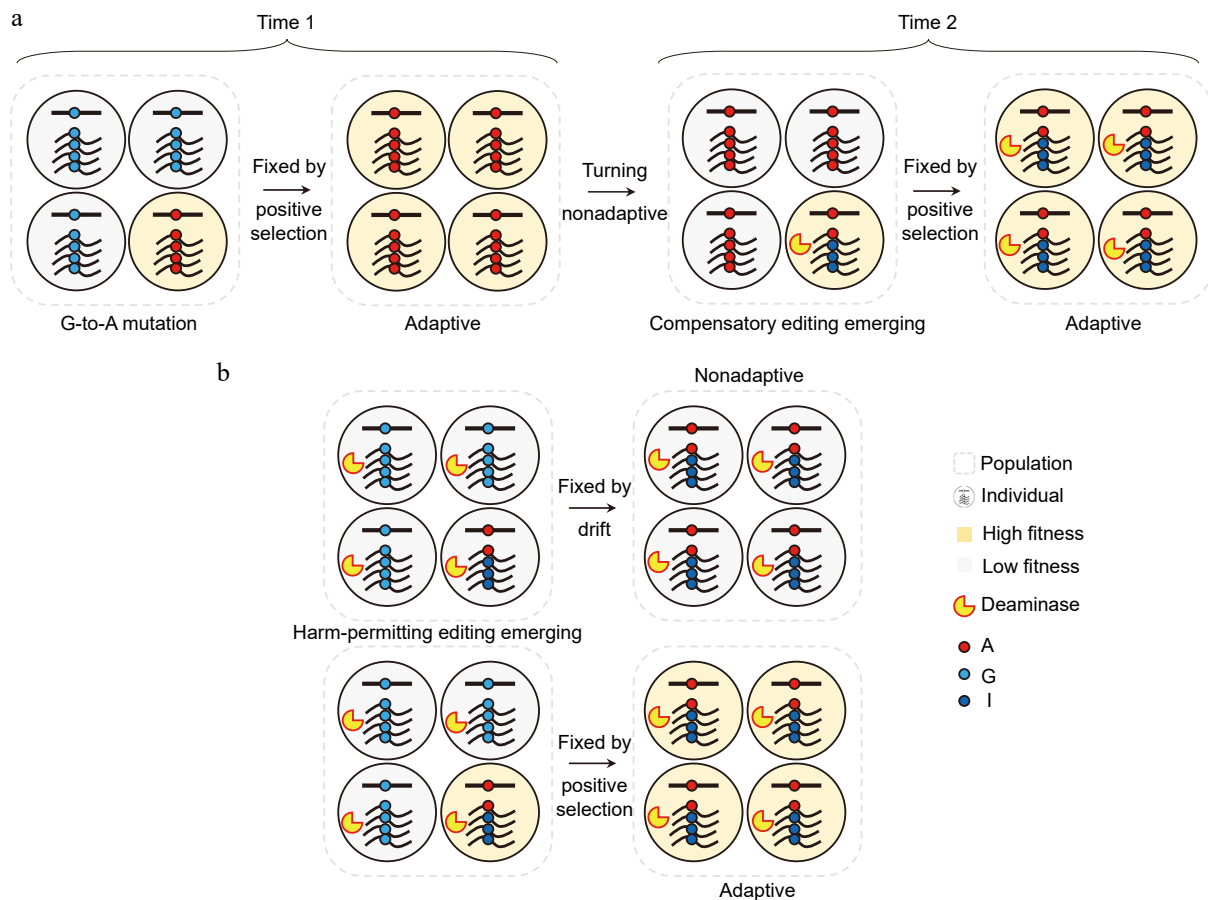 a
Time 1
Time 2
Fixed by
positive
selection
Turning
nonadaptive
Fixed by
positive
selection
G-to-A mutation
Adaptive
Compensatory editing emerging
Adaptive
b
Nonadaptive
Fixed by
drift
Harm-permitting editing emerging
Fixed by
positive
selection
Adaptive
Population
Individual
High fitness
Low fitness
Deaminase
A
G
I